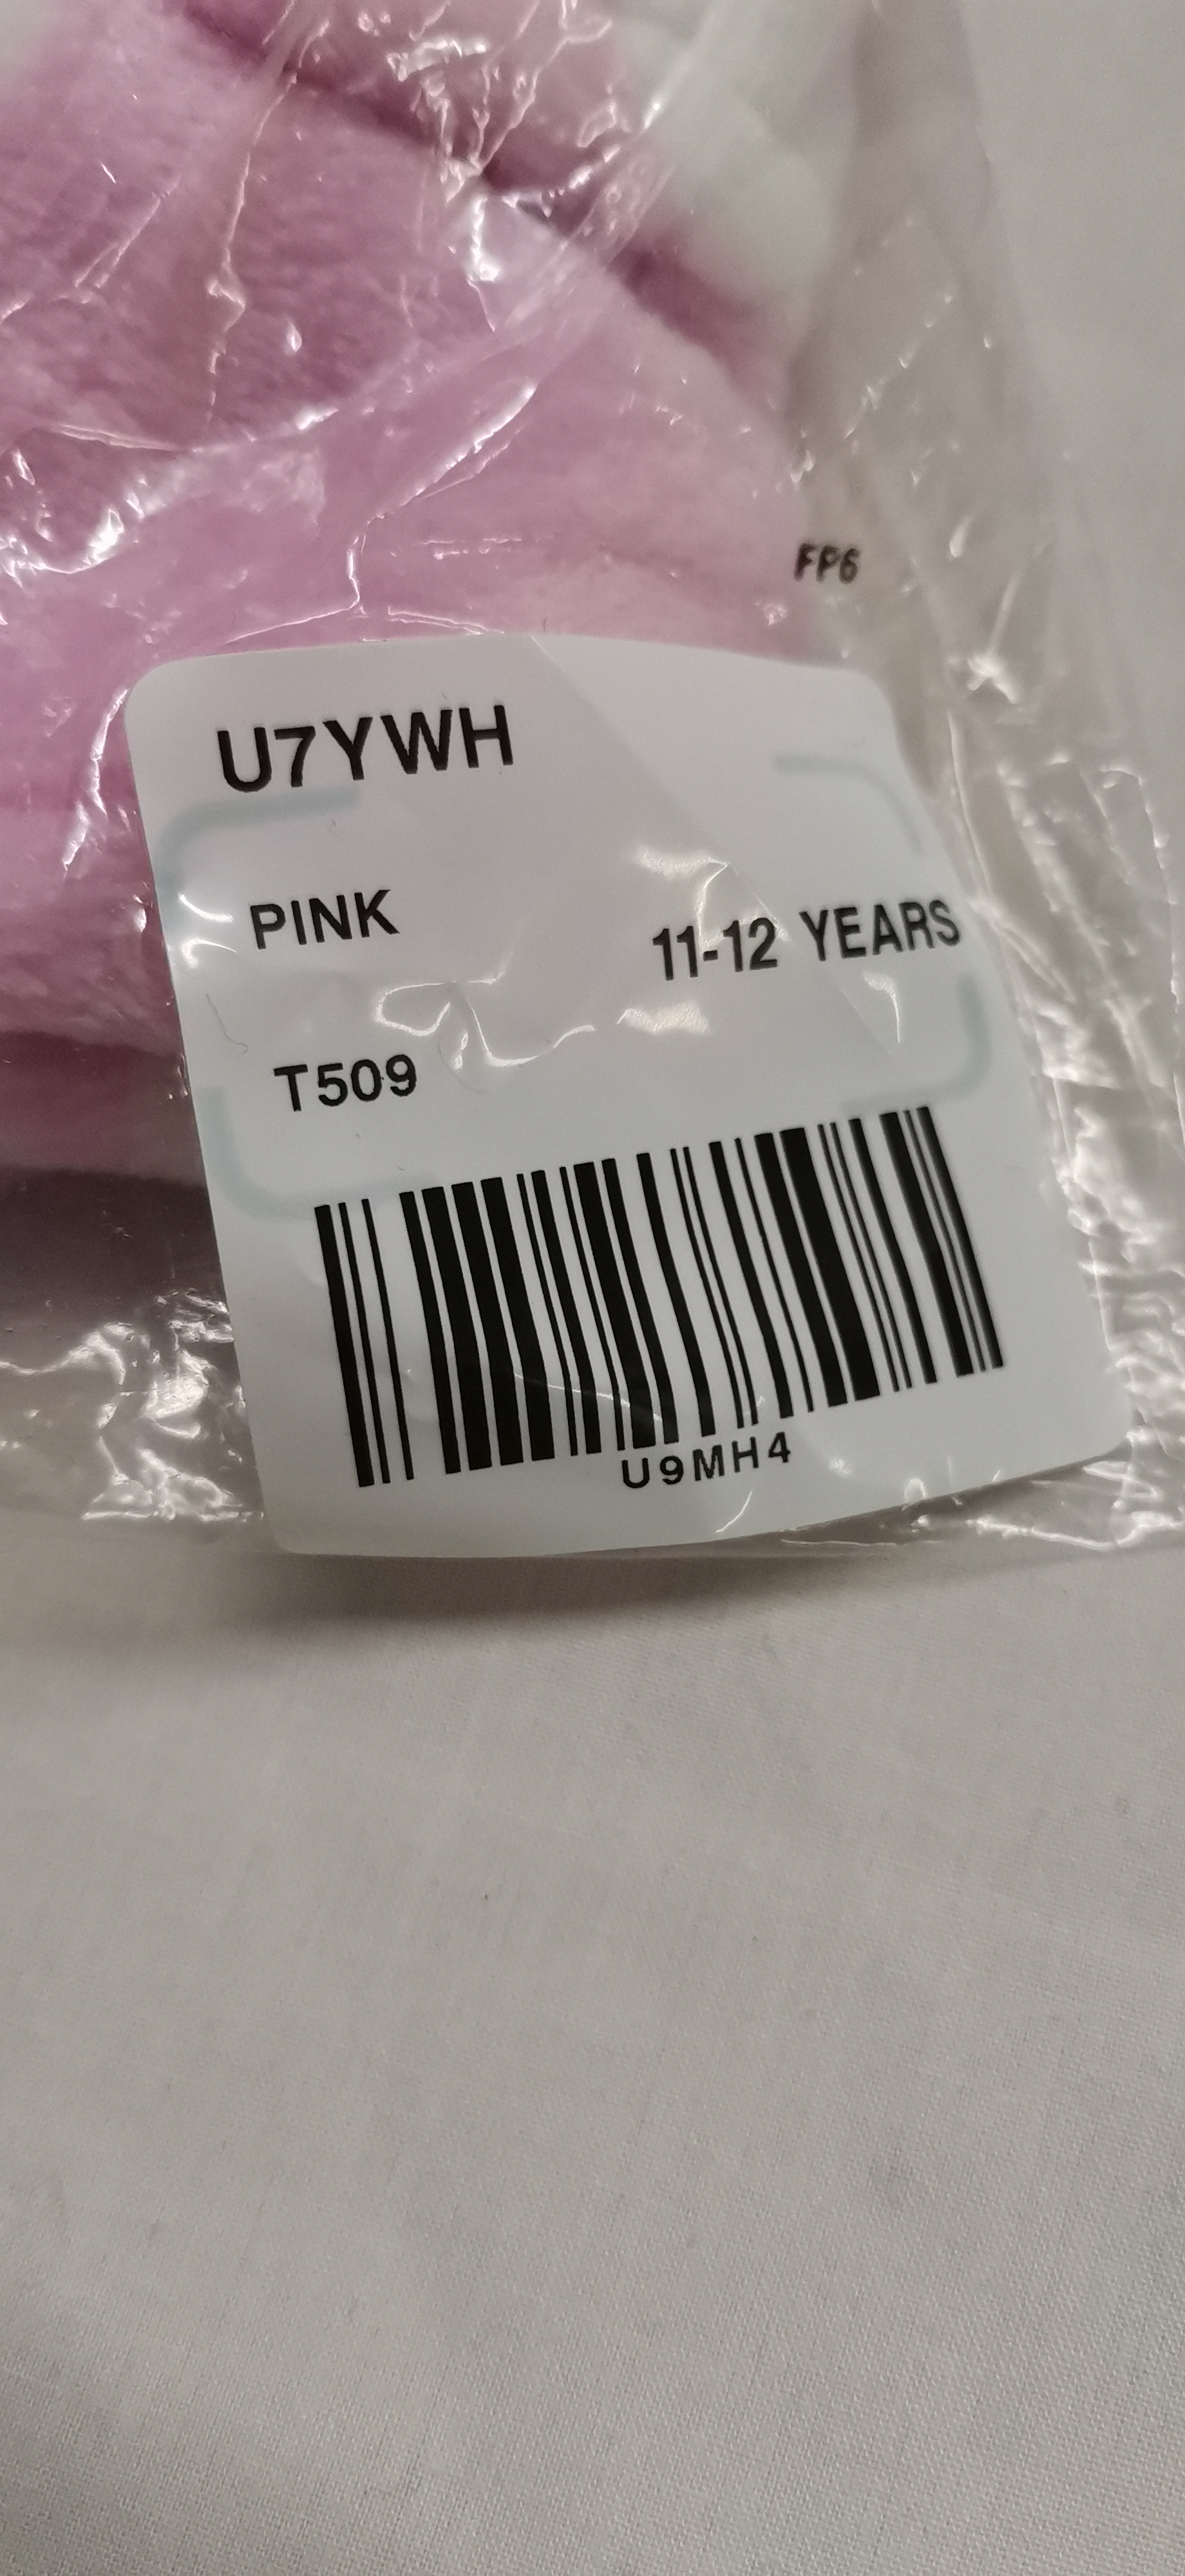 FP6
U7YWH
PINK
11-12 YEARS
T509
U9MH4